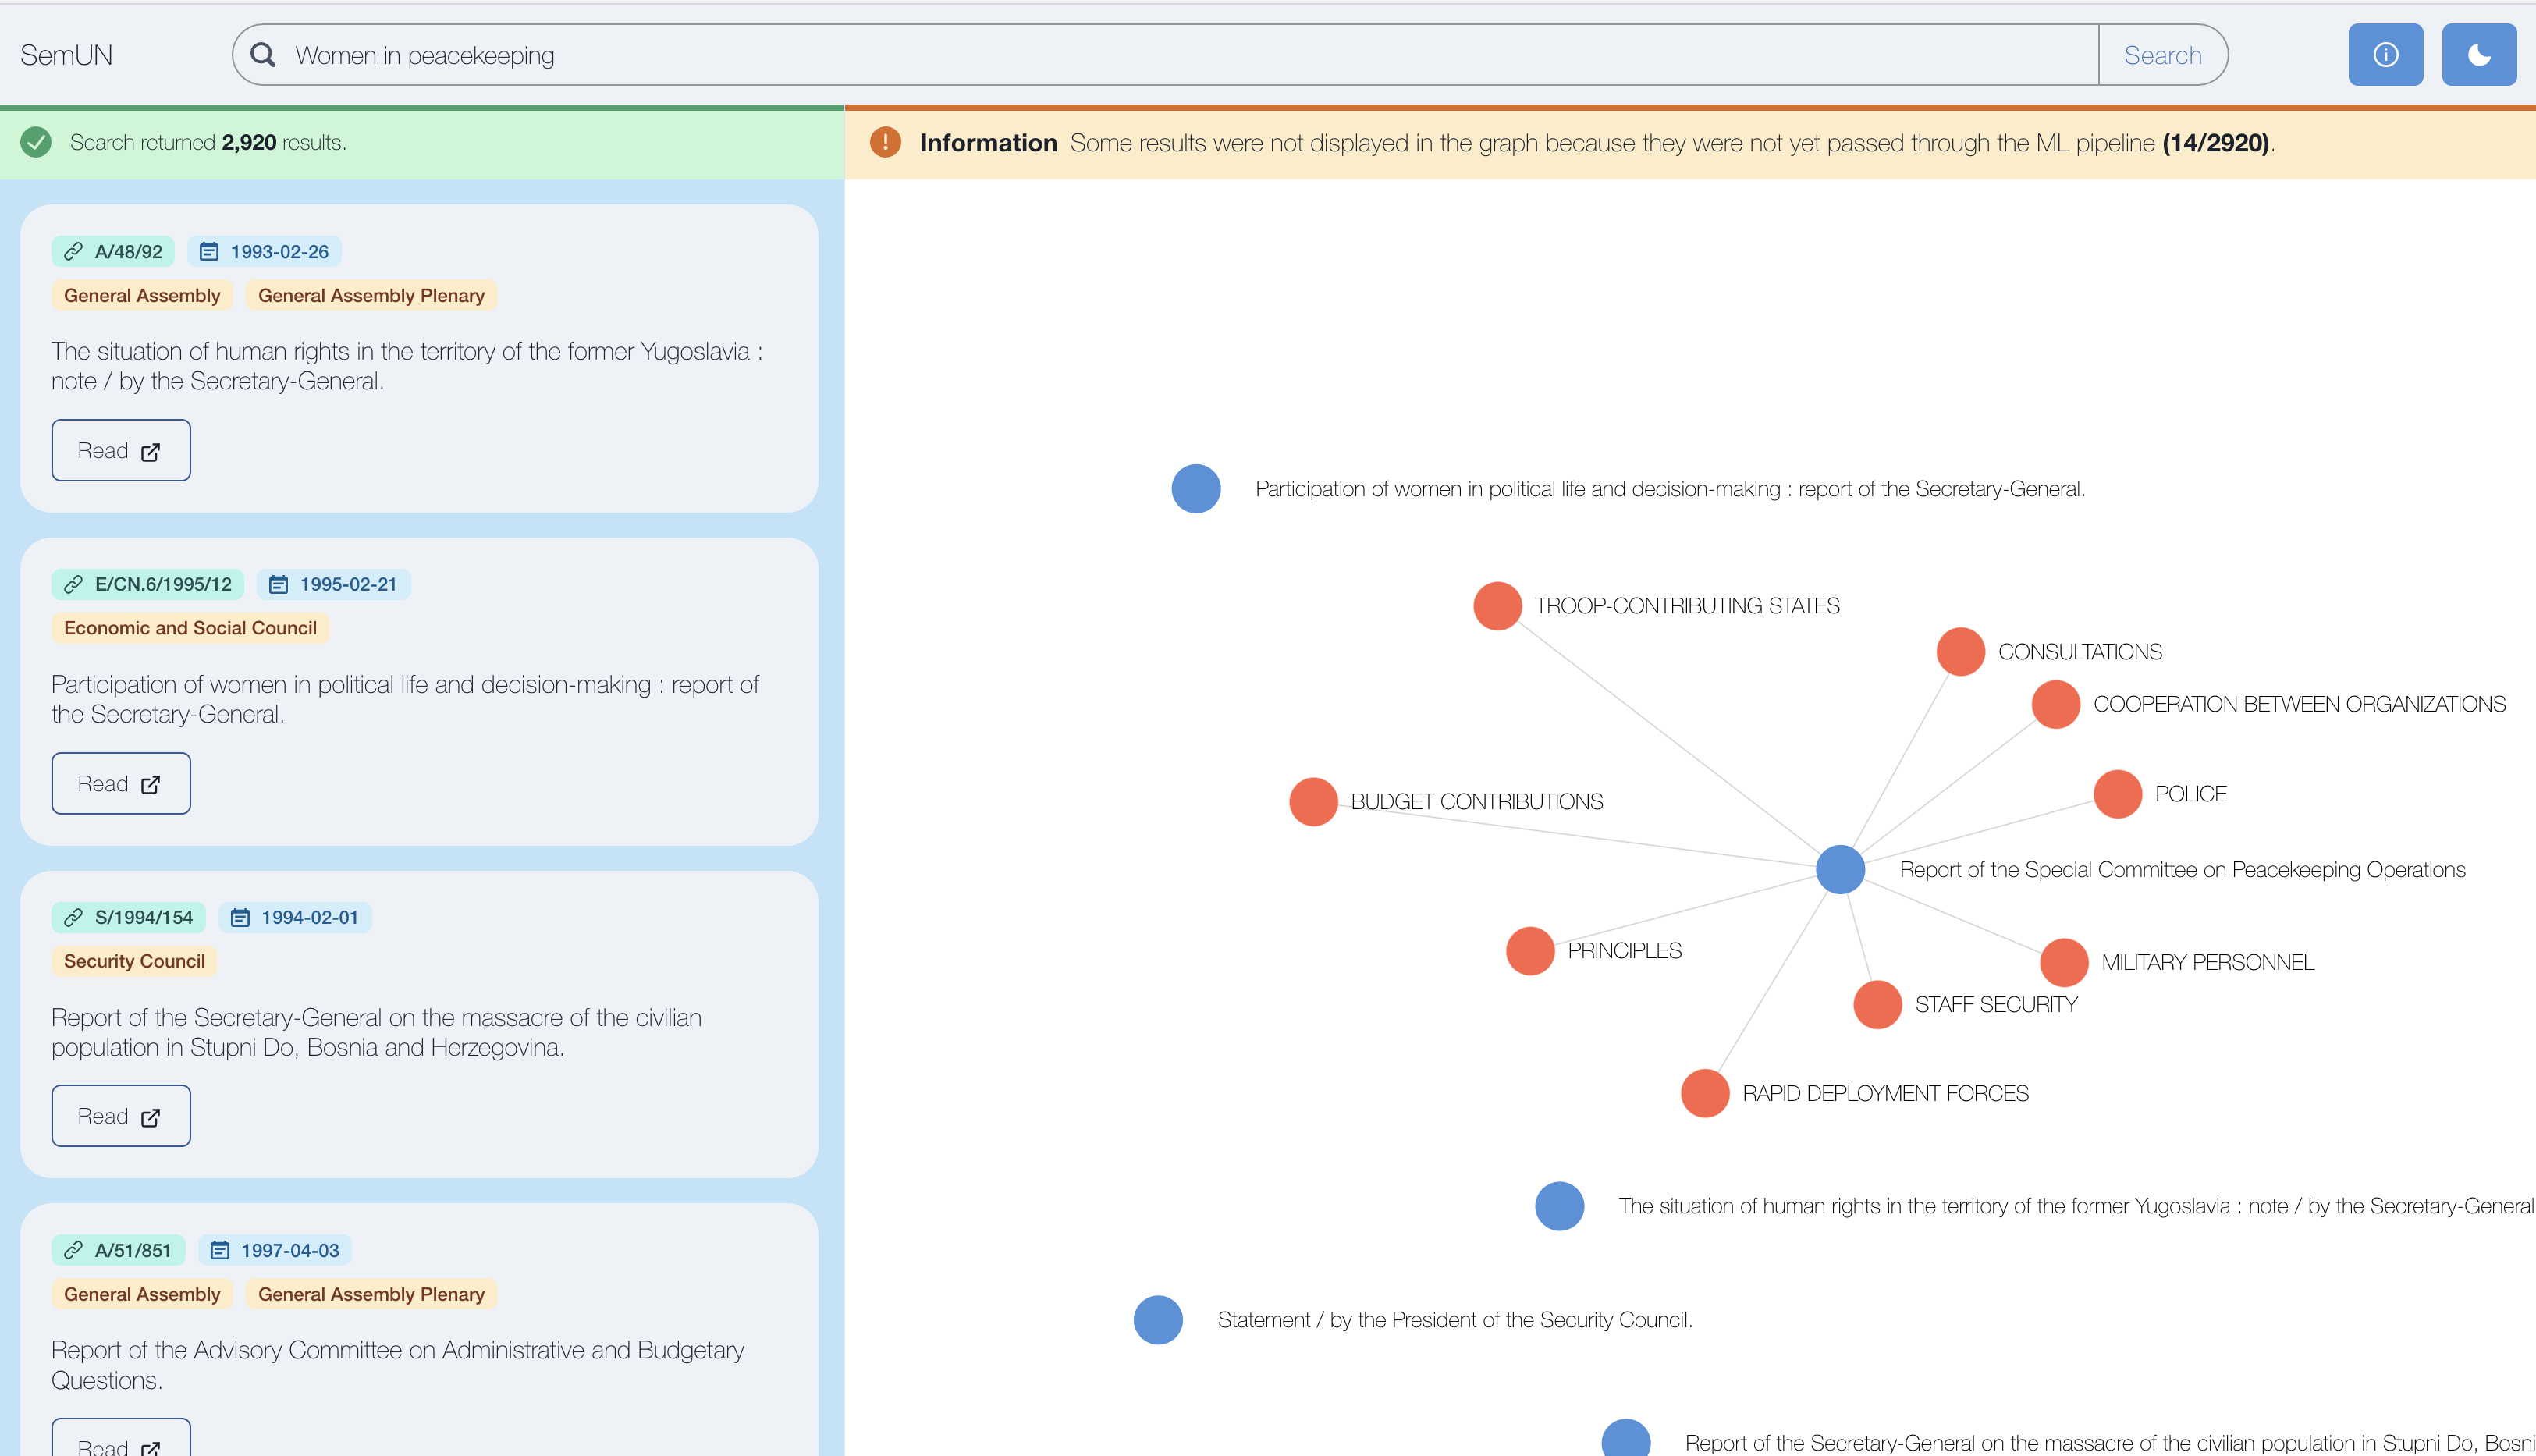 SemUN
Women in peacekeeping
Search
Search returned 2,920 results.
Information Some results were not displayed in the graph because they were not yet passed through the ML pipeline (14/2920).
A/48/92 1993-02-26
General Assembly General Assembly Plenary
The situation of human rights in the territory of the former Yugoslavia :
note / by the Secretary-General.
Read
E/CN.6/1995/12 1995-02-21
Economic and Social Council
Participation of women in political life and decision-making : report of
the Secretary-General.
Read
S/1994/154 1994-02-01
Security Council
Report of the Secretary-General on the massacre of the civilian
population in Stupni Do, Bosnia and Herzegovina.
Read
A/51/851 1997-04-03
General Assembly General Assembly Plenary
Report of the Advisory Committee on Administrative and Budgetary
Questions.
Read
Participation of women in political life and decision-making : report of the Secretary-General.
TROOP-CONTRIBUTING STATES
CONSULTATIONS
COOPERATION BETWEEN ORGANIZATIONS
POLICE
BUDGET CONTRIBUTIONS
Report of the Special Committee on Peacekeeping Operations
PRINCIPLES
MILITARY PERSONNEL
STAFF SECURITY
RAPID DEPLOYMENT FORCES
The situation of human rights in the territory of the former Yugoslavia : note / by the Secretary-General
Statement / by the President of the Security Council.
Report of the Secretary-General on the massacre of the civilian population in Stupni Do, Bosni